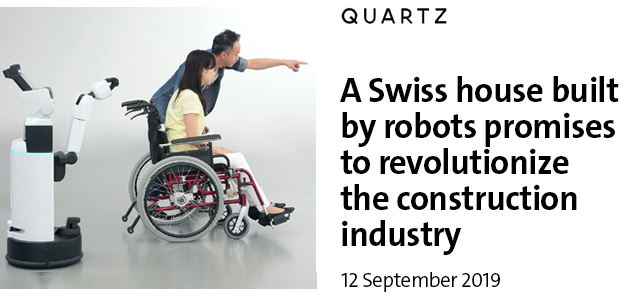 QUARTZ
A Swiss house built
by robots promises
to revolutionize
the construction
industry
12 September 2019